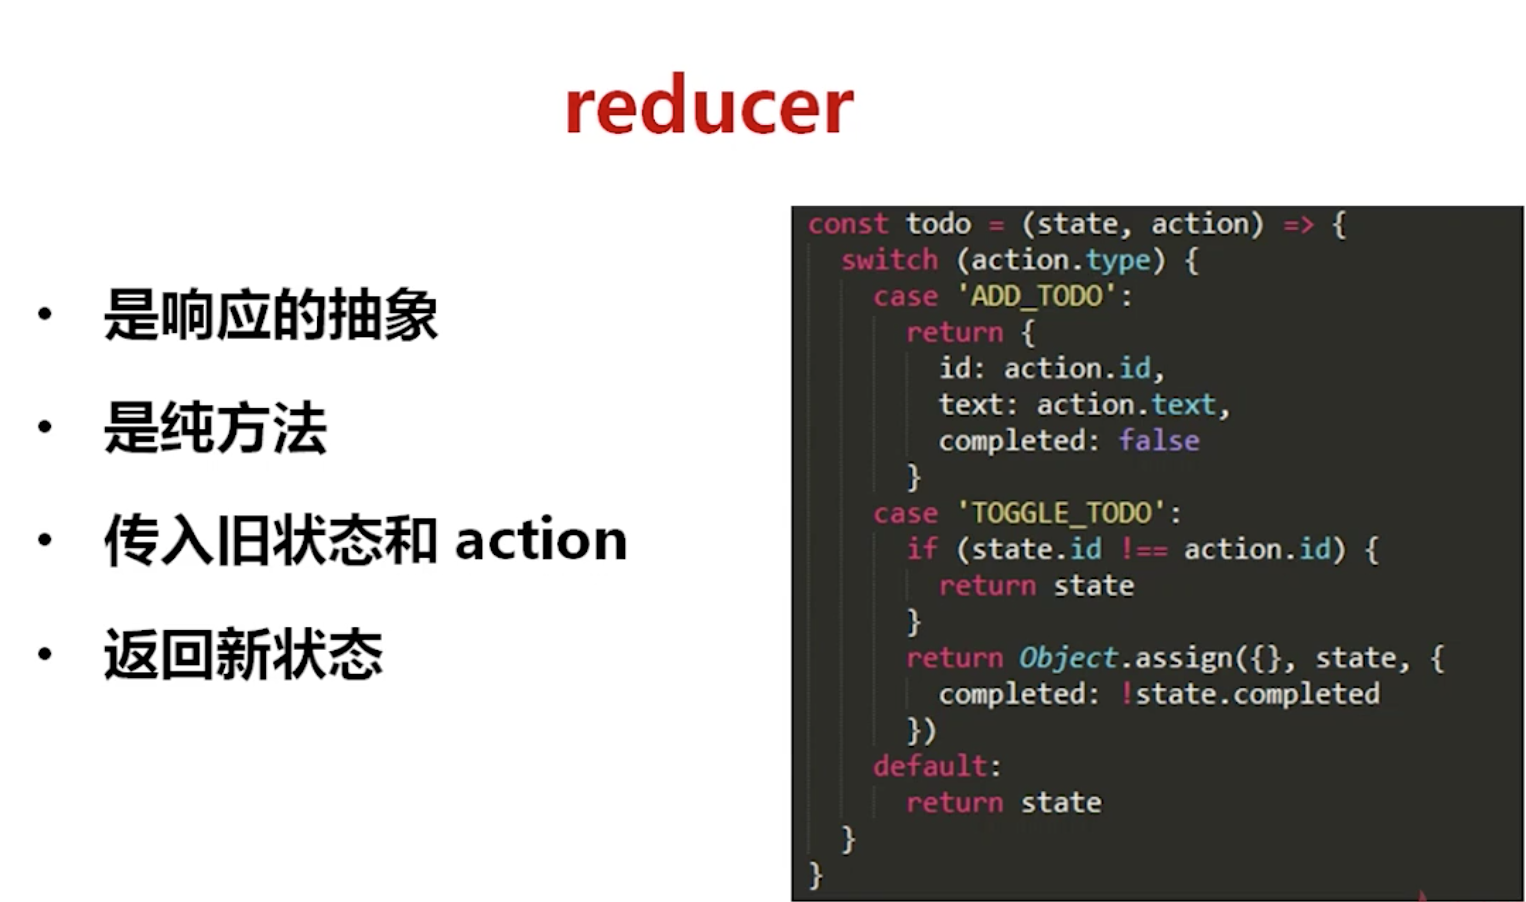 reducer
• 是响应的抽象
• 是纯方法
• 传入旧状态和 action
• 返回新状态
const todo = (state, action) => {
  switch (action.type) {
    case 'ADD_TODO':
      return {
        id: action.id,
        text: action.text,
        completed: false
      }
    case 'TOGGLE_TODO':
      if (state.id !== action.id) {
        return state
      }
      return Object.assign({}, state, {
        completed: !state.completed
      })
    default:
      return state
  }
}